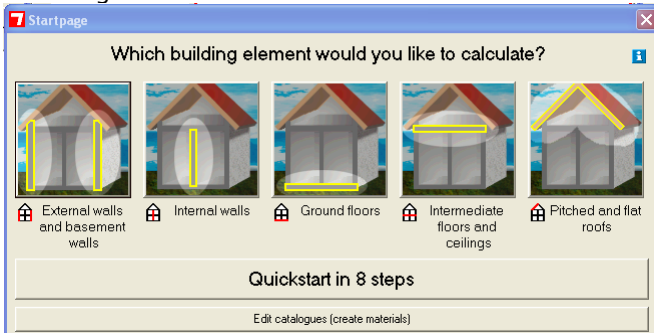 Startpage
Which building element would you like to calculate?
External walls
and basement
walls
Internal walls
Ground floors
Intermediate
floors and
ceilings
Pitched and flat
roofs
Quickstart in 8 steps
Edit catalogues (create materials)